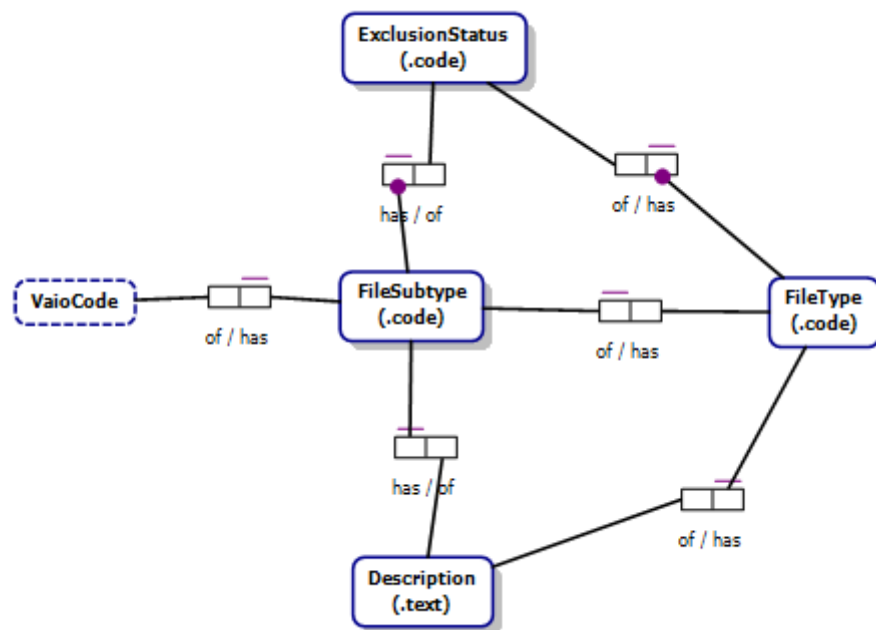 ExclusionStatus
(.code)
of / has
has / of
VaioCode
FileSubtype
(.code)
FileType
(.code)
of / has
of / has
has / of
of / has
Description
(.text)